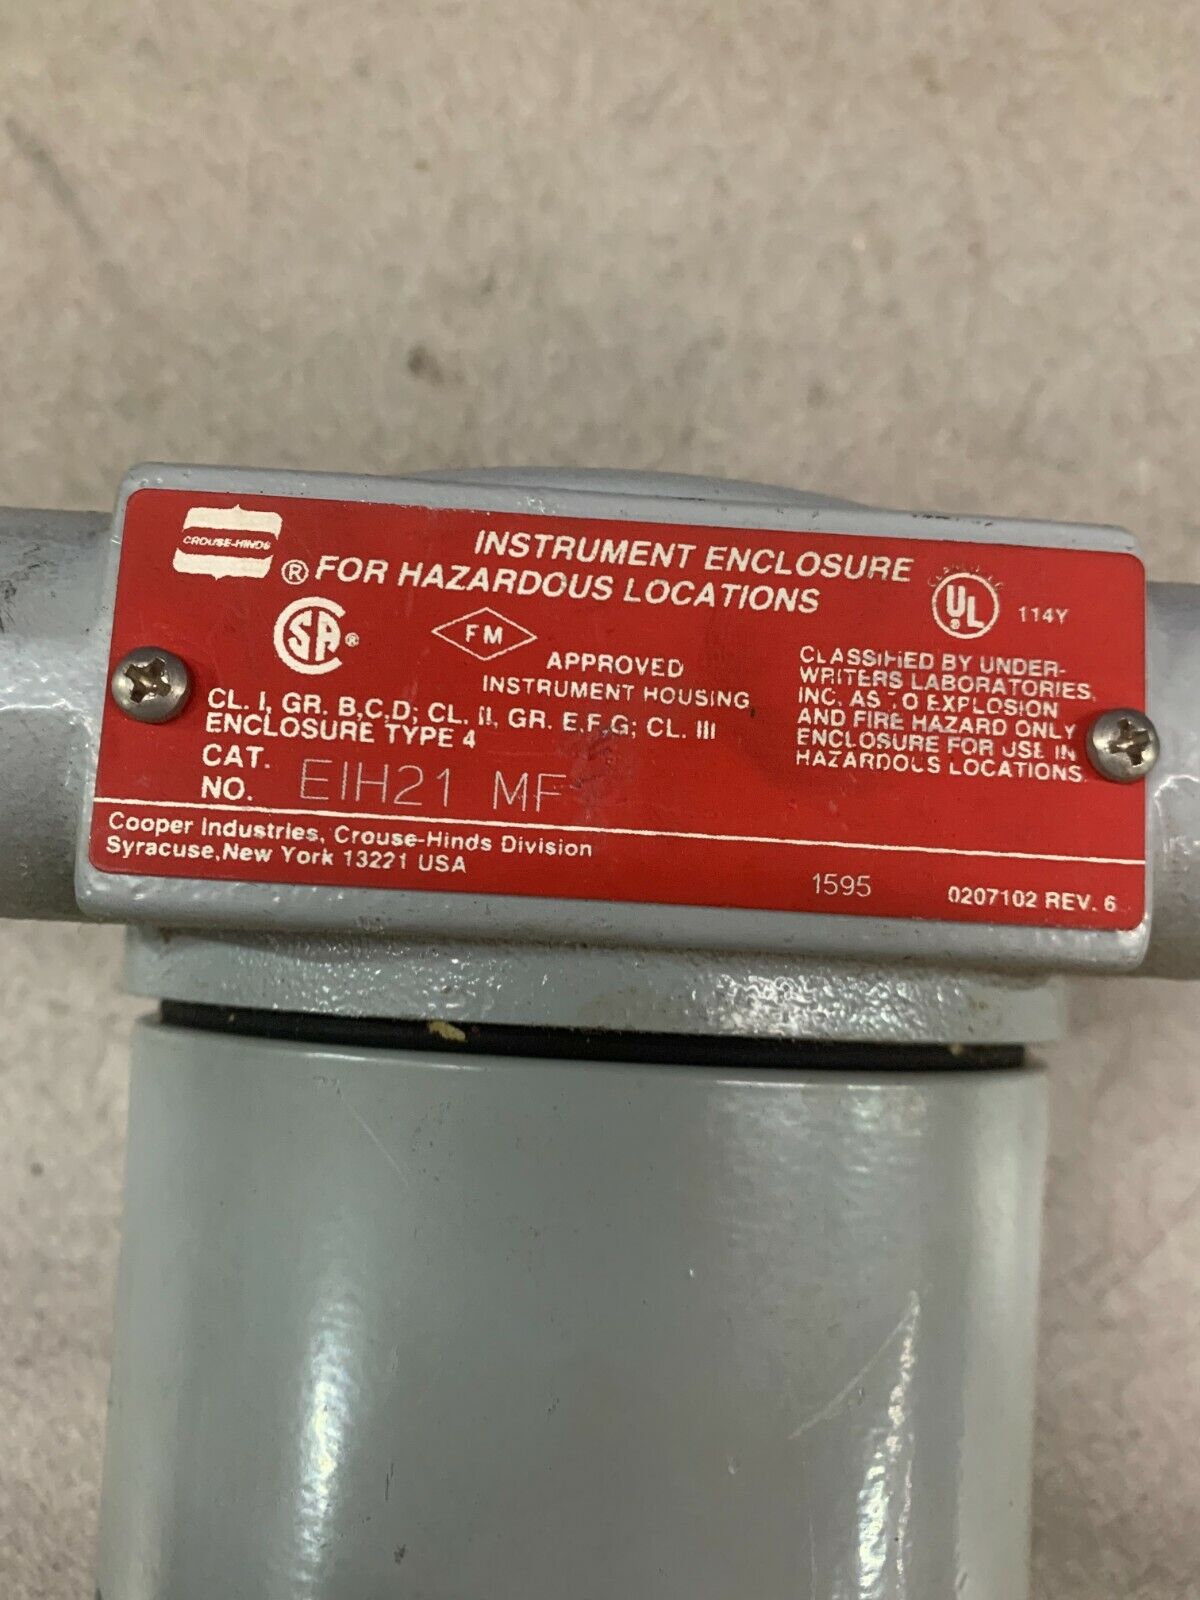 CROUSE-HINDS
®
INSTRUMENT ENCLOSURE
FOR HAZARDOUS LOCATIONS
CLASSIFIED
UL ®
114Y
SA ®
FM
APPROVED
INSTRUMENT HOUSING
CL. I, GR. B,C,D; CL. II, GR. E,F,G; CL. III
ENCLOSURE TYPE 4
CLASSIFIED BY UNDER-
WRITERS LABORATORIES,
INC. AS TO EXPLOSION
AND FIRE HAZARD ONLY
ENCLOSURE FOR USE IN
HAZARDOUS LOCATIONS.
CAT.
NO. EIH21 MF
Cooper Industries, Crouse-Hinds Division
Syracuse, New York 13221 USA
1595
0207102 REV. 6